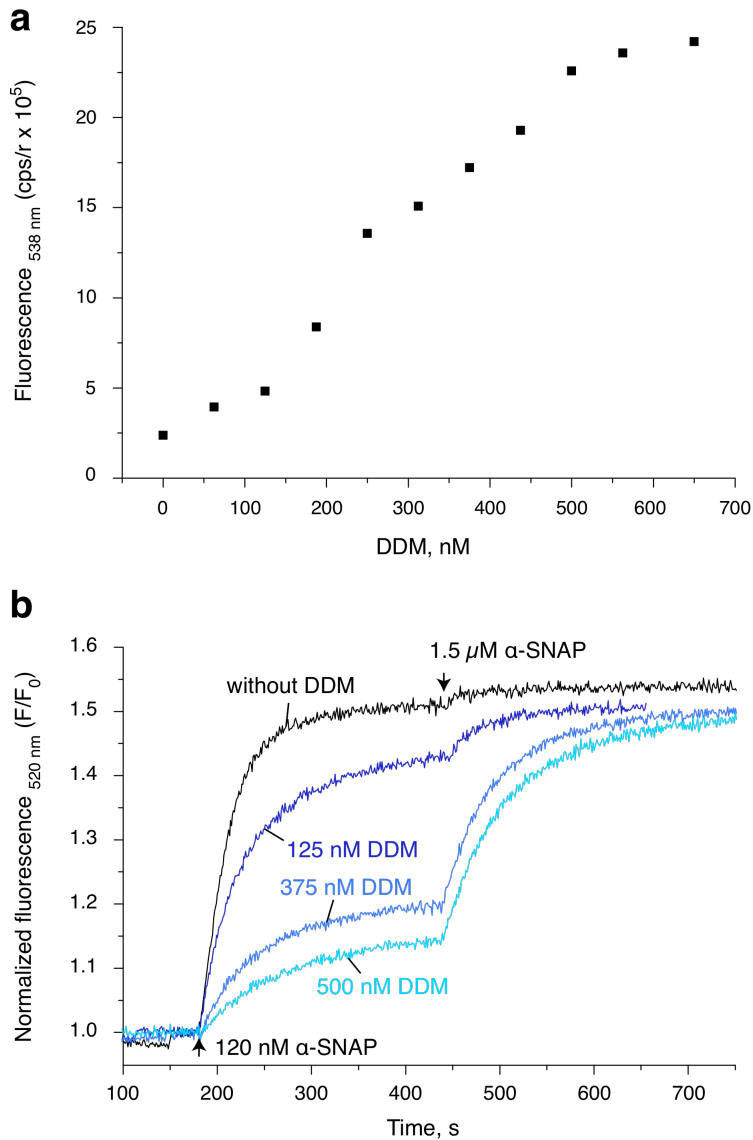 a
25
20
15
10
5
0
Fluorescence 538 nm (cps/r x 10⁵)
0 100 200 300 400 500 600 700
DDM, nM
b
1.6
1.5
1.4
1.3
1.2
1.1
1.0
Normalized fluorescence 520 nm (F/F₀)
1.5 µM α-SNAP
without DDM
125 nM DDM
375 nM DDM
500 nM DDM
120 nM α-SNAP
100 200 300 400 500 600 700
Time, s